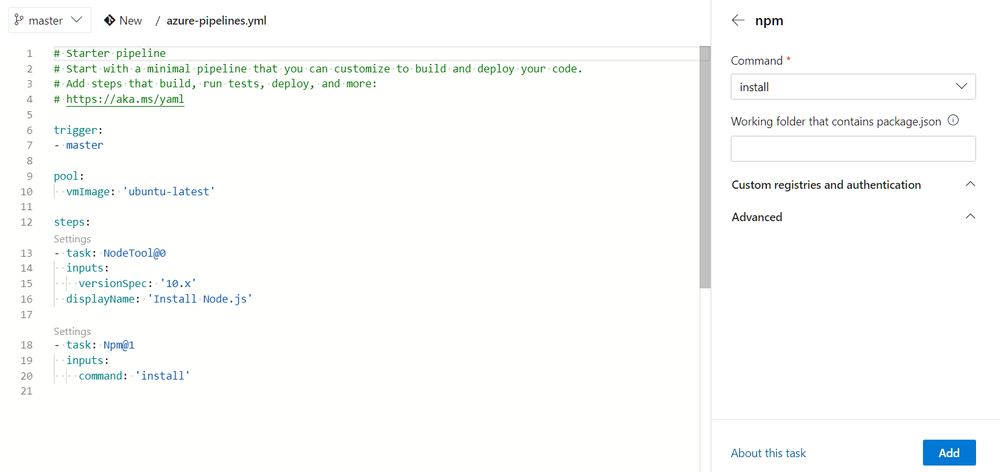 master New / azure-pipelines.yml
1 # Starter pipeline
2 # Start with a minimal pipeline that you can customize to build and deploy your code.
3 # Add steps that build, run tests, deploy, and more:
4 # https://aka.ms/yaml
5
6 trigger:
7 - master
8
9 pool:
10   vmImage: 'ubuntu-latest'
11
12 steps:
Settings
13 - task: NodeTool@0
14   inputs:
15     versionSpec: '10.x'
16   displayName: 'Install Node.js'
17
Settings
18 - task: Npm@1
19   inputs:
20     command: 'install'
21
npm
Command *
install
Working folder that contains package.json
Custom registries and authentication
Advanced
About this task
Add